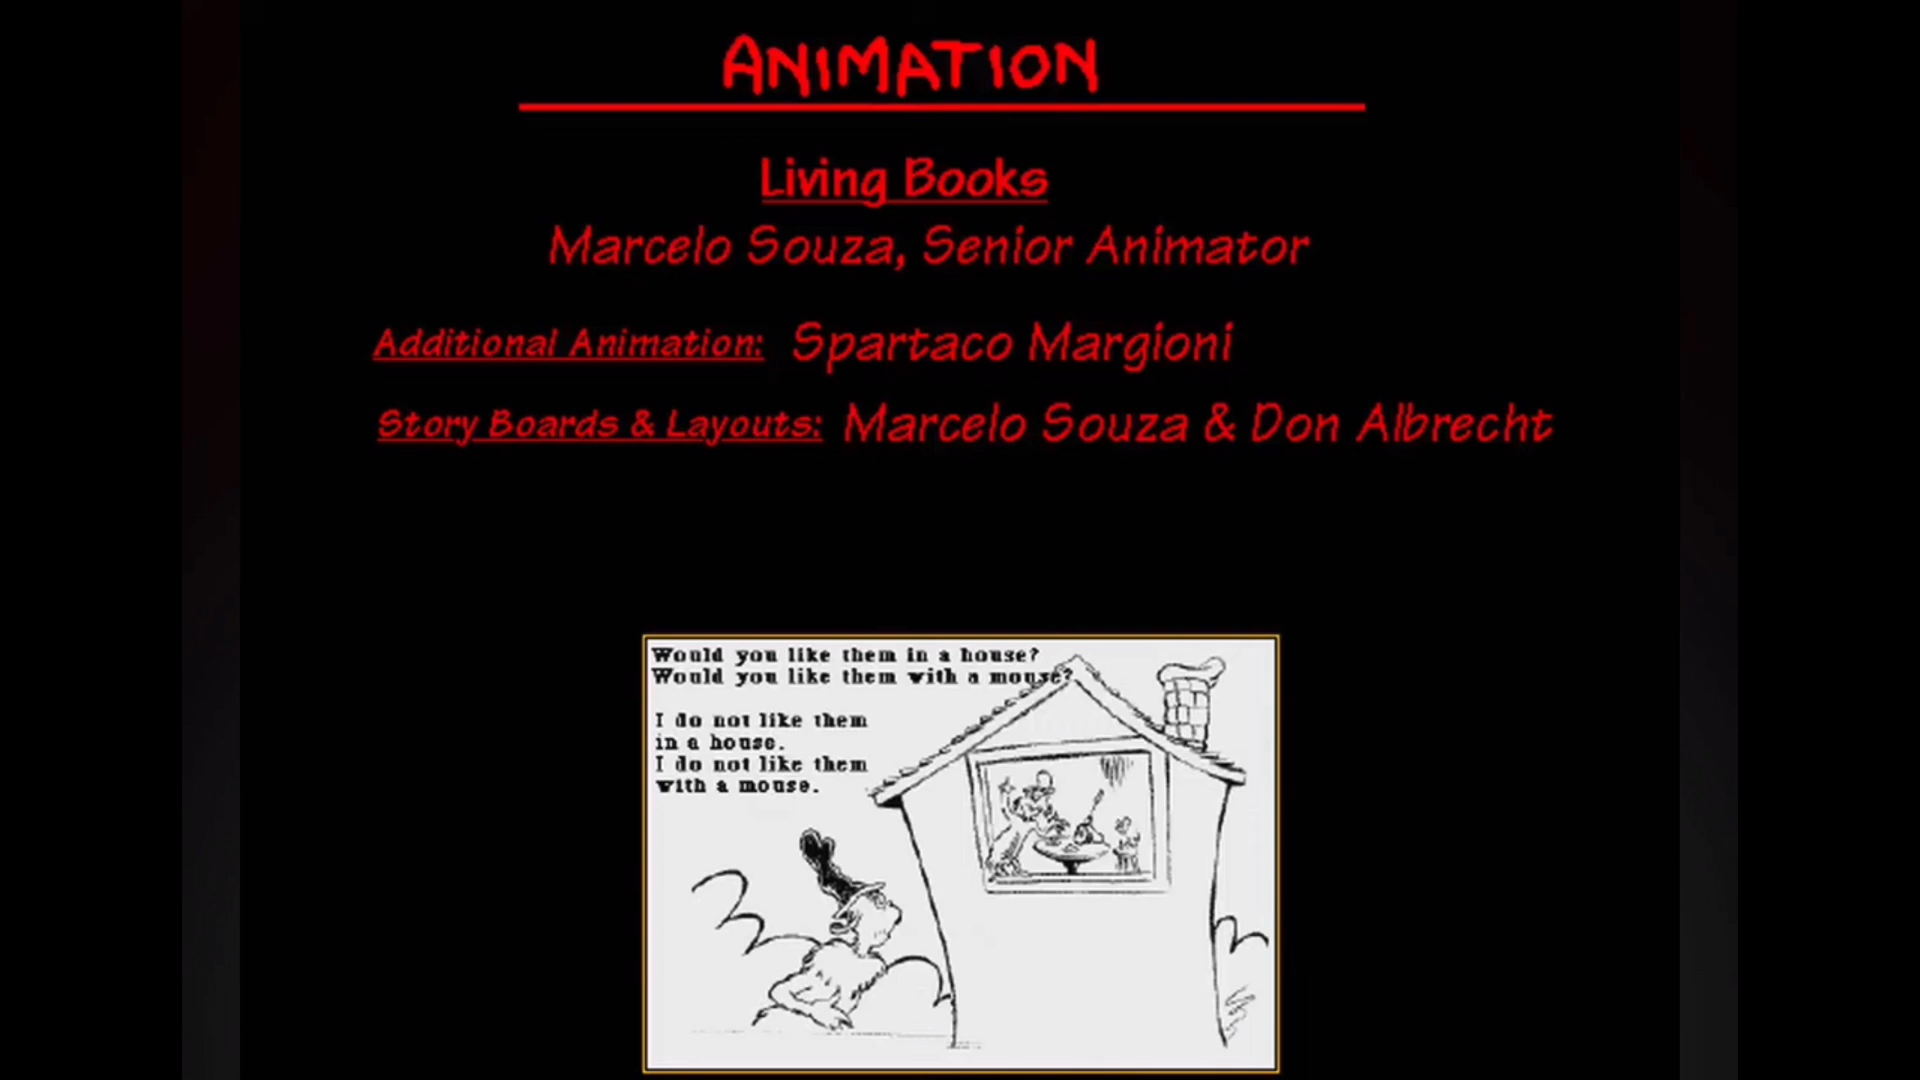 ANIMATION
Living Books
Marcelo Souza, Senior Animator
Additional Animation: Spartaco Margioni
Story Boards & Layouts: Marcelo Souza & Don Albrecht
Would you like them in a house?
Would you like them with a mouse?
I do not like them
in a house.
I do not like them
with a mouse.